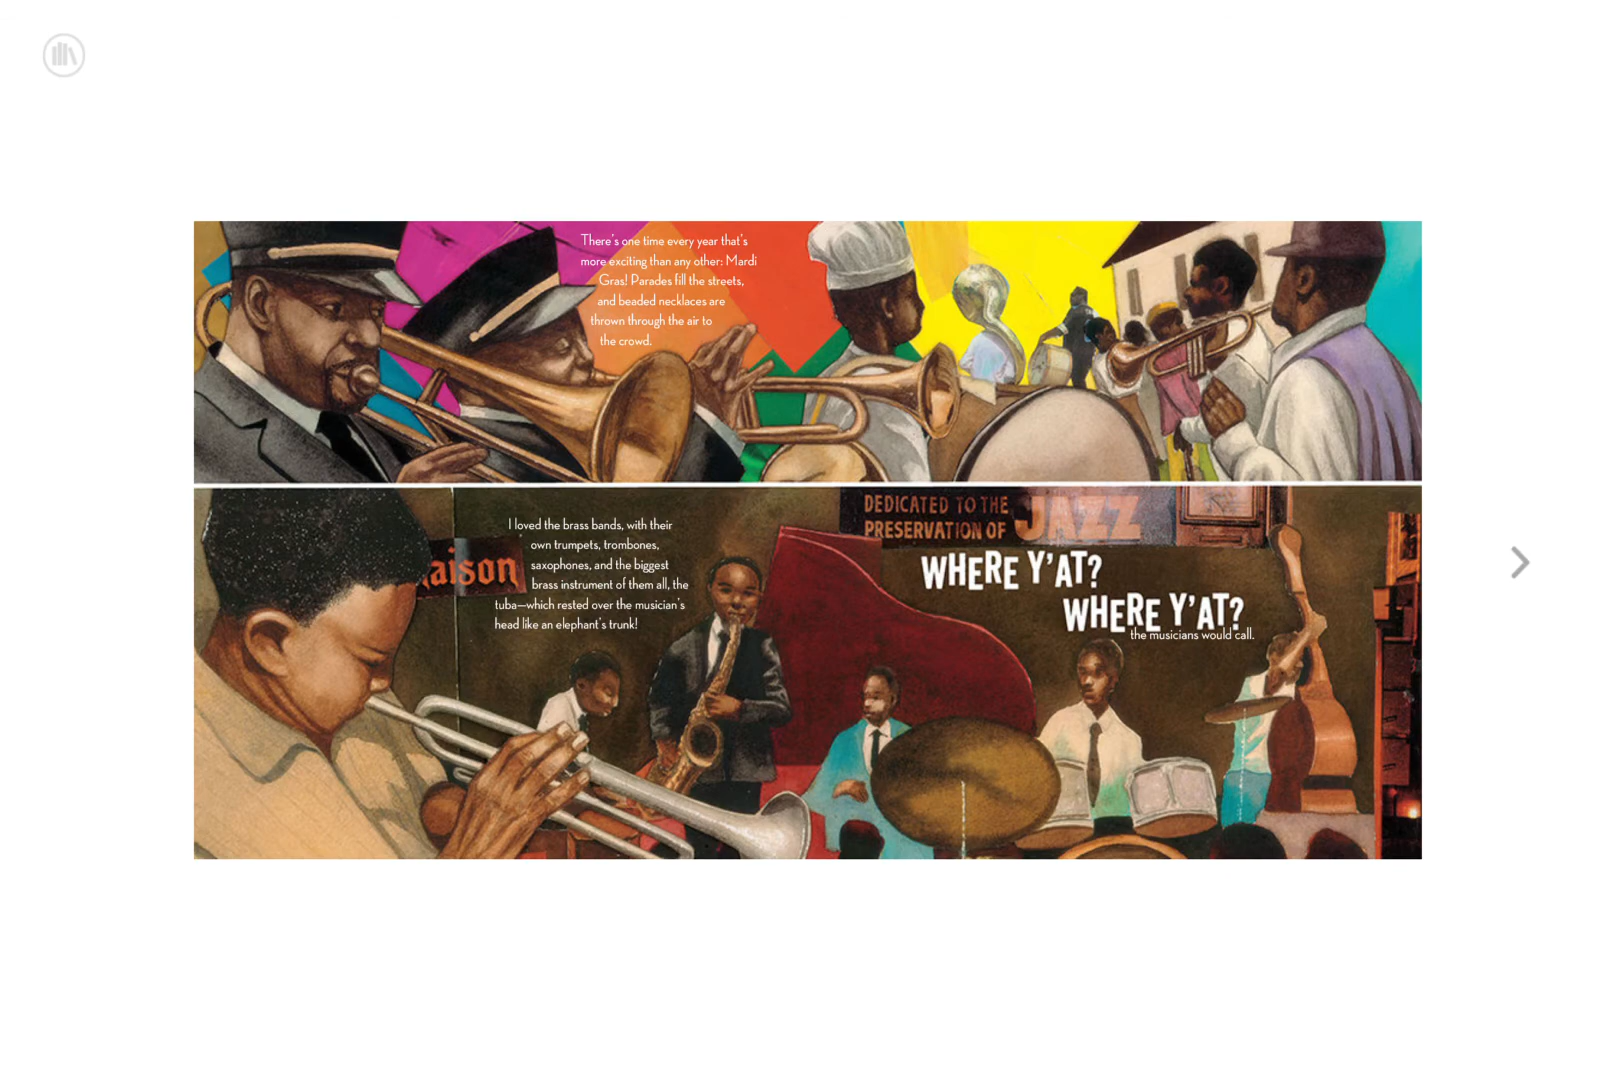 There's one time every year that's
more exciting than any other: Mardi
Gras! Parades fill the streets,
and beaded necklaces are
thrown through the air to
the crowd.
I loved the brass bands, with their
own trumpets, trombones,
saxophones, and the biggest
brass instrument of them all, the
tuba—which rested over the musician's
head like an elephant's trunk!
aison
DEDICATED TO THE
PRESERVATION OF JAZZ
WHERE Y'AT?
WHERE Y'AT?
the musicians would call.